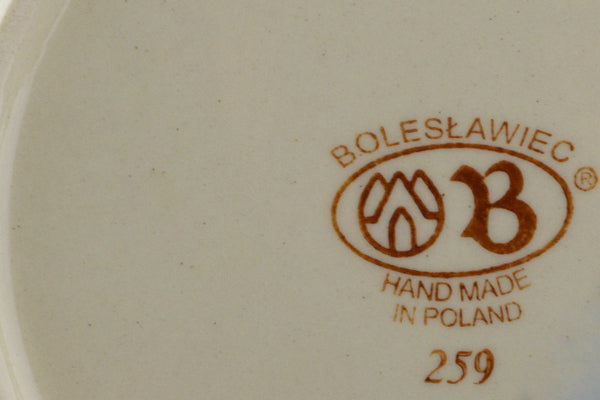 BOLESŁAWIEC
®
B
HAND MADE
IN POLAND
259